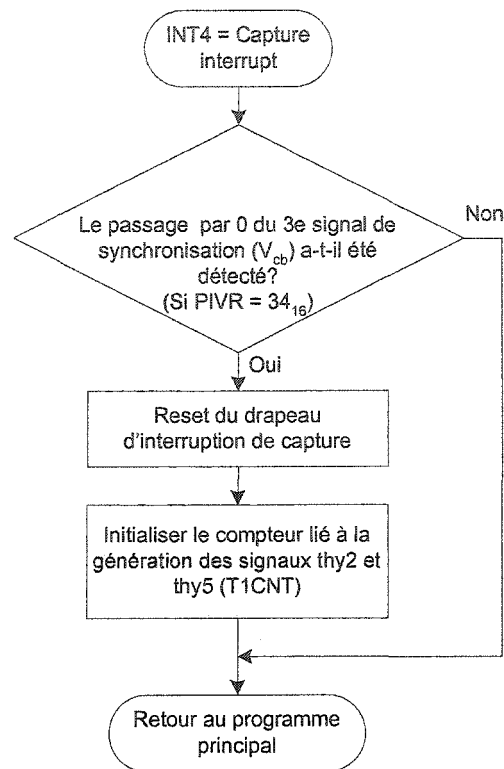 INT4 = Capture
interrupt
Le passage par 0 du 3e signal de
synchronisation (Vcb) a-t-il été
détecté?
(Si PIVR = 34₁₆)
Non
Oui
Reset du drapeau
d'interruption de capture
Initialiser le compteur lié à la
génération des signaux thy2 et
thy5 (T1CNT)
Retour au programme
principal